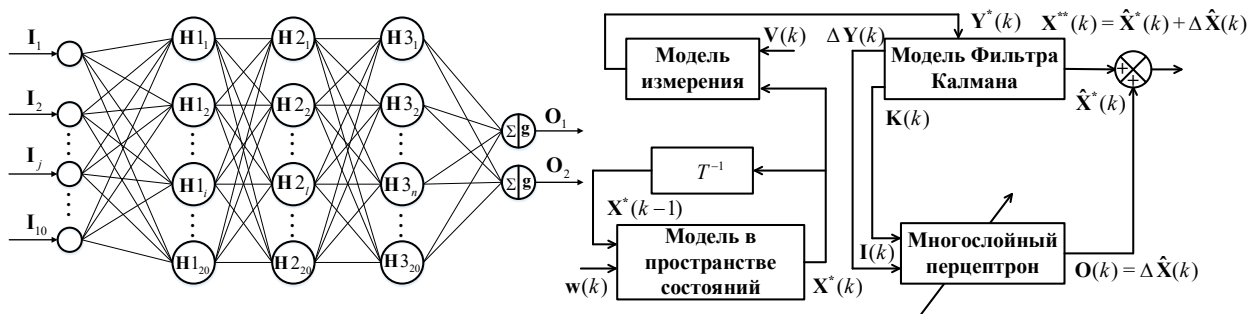 I₁
I₂
Iⱼ
I₁₀
H1₁
H1₂
H1ᵢ
H1₂₀
H2₁
H2₂
H2ₗ
H2₂₀
H3₁
H3₂
H3ₙ
H3₂₀
Σ g
O₁
Σ g
O₂
Y*(k)
X**(k) = X̂*(k) + ΔX̂(k)
V(k)
ΔY(k)
Модель
измерения
Модель Фильтра
Калмана
+
+
X̂*(k)
K(k)
T⁻¹
X*(k−1)
Модель в
пространстве
состояний
w(k)
X*(k)
I(k)
Многослойный
перцептрон
O(k) = ΔX̂(k)